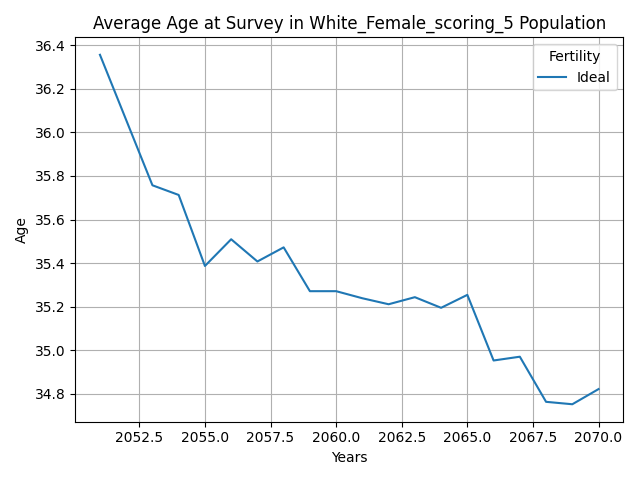 Average Age at Survey in White_Female_scoring_5 Population
Fertility
Ideal
36.4
36.2
36.0
35.8
35.6
35.4
35.2
35.0
34.8
Age
2052.5 2055.0 2057.5 2060.0 2062.5 2065.0 2067.5 2070.0
Years